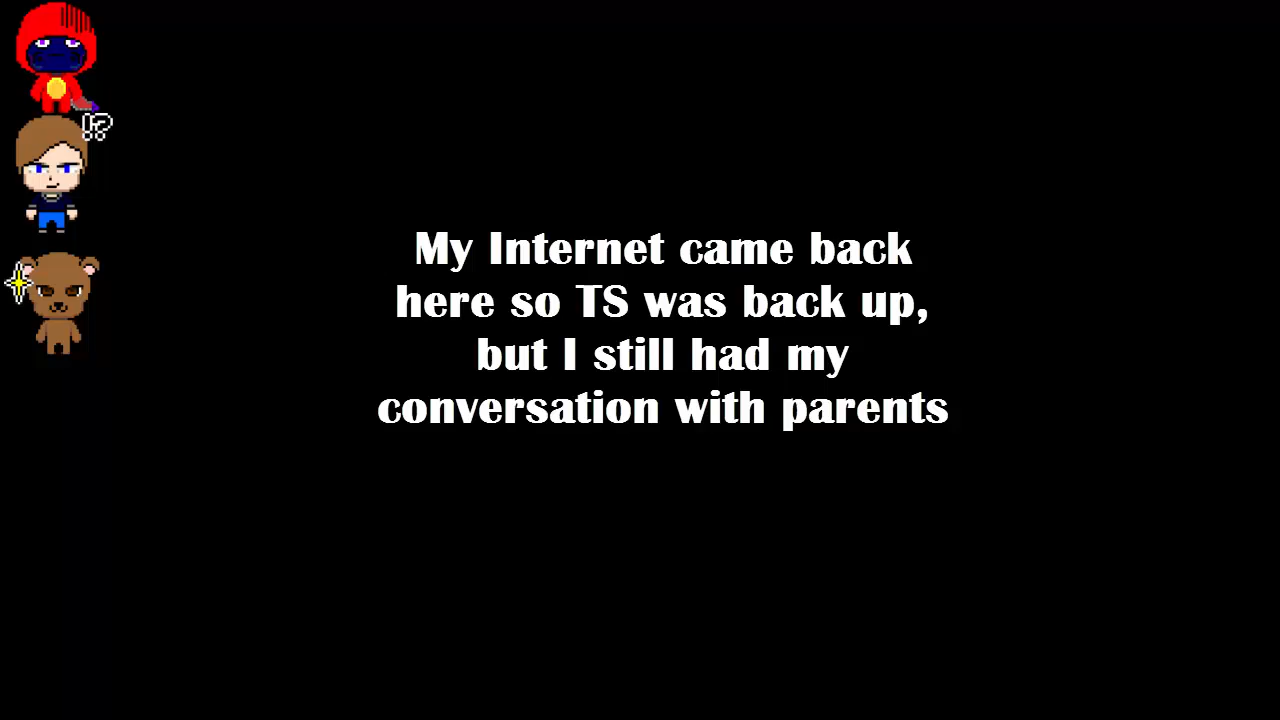 My Internet came back
here so TS was back up,
but I still had my
conversation with parents